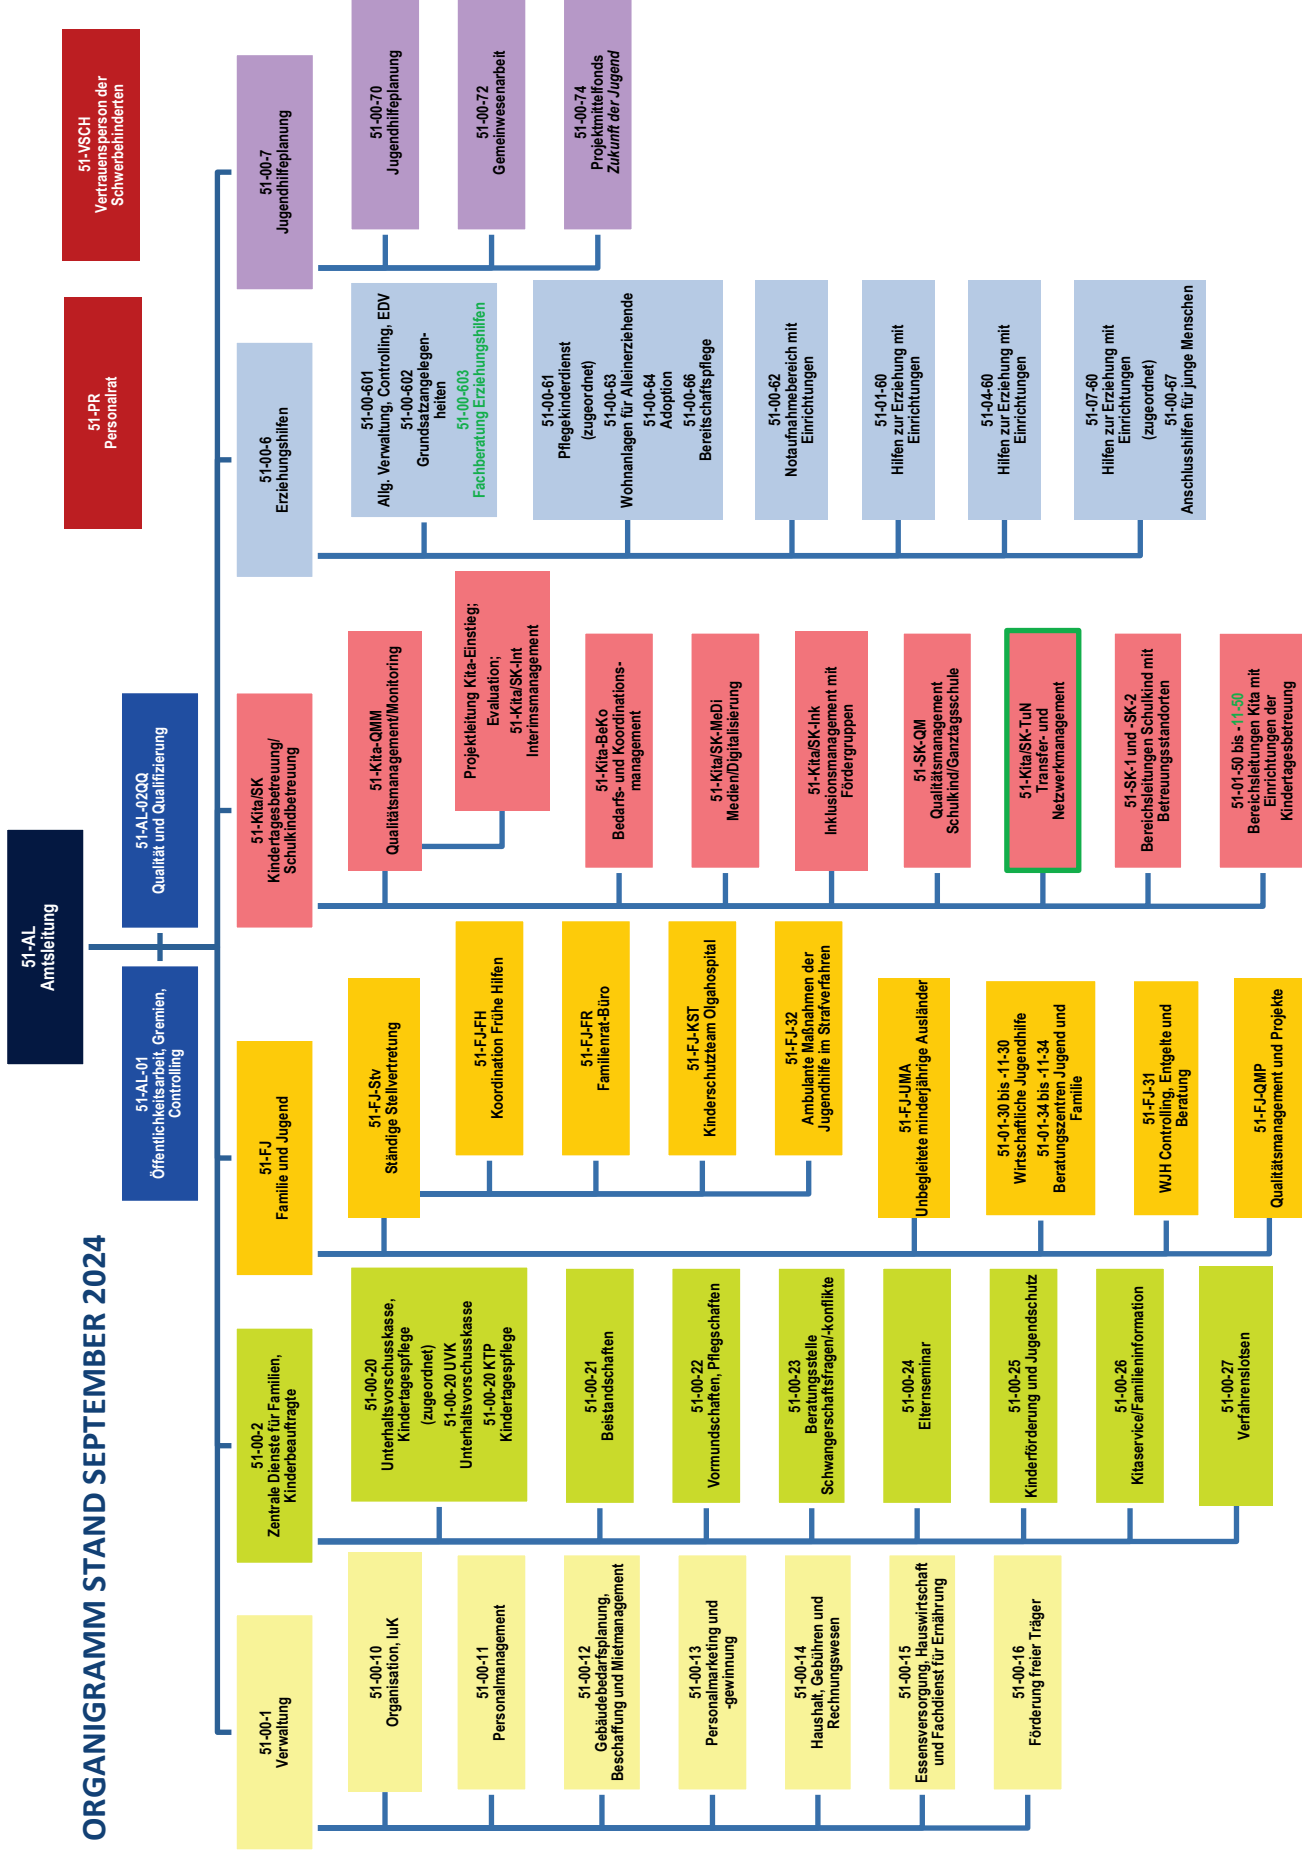 ORGANIGRAMM STAND SEPTEMBER 2024
51-AL
Amtsleitung
51-PR
Personalrat
51-VSCH
Vertrauensperson der
Schwerbehinderten
51-AL-01
Öffentlichkeitsarbeit, Gremien,
Controlling
51-AL-02QQ
Qualität und Qualifizierung
51-00-1
Verwaltung
51-00-10
Organisation, IuK
51-00-11
Personalmanagement
51-00-12
Gebäudebedarfsplanung,
Beschaffung und Mietmanagement
51-00-13
Personalmarketing und
-gewinnung
51-00-14
Haushalt, Gebühren und
Rechnungswesen
51-00-15
Essensversorgung, Hauswirtschaft
und Fachdienst für Ernährung
51-00-16
Förderung freier Träger
51-00-2
Zentrale Dienste für Familien,
Kinderbeauftragte
51-00-20
Unterhaltsvorschusskasse,
Kindertagespflege
(zugeordnet)
51-00-20 UVK
Unterhaltsvorschusskasse
51-00-20 KTP
Kindertagespflege
51-00-21
Beistandschaften
51-00-22
Vormundschaften, Pflegschaften
51-00-23
Beratungsstelle
Schwangerschaftsfragen/-konflikte
51-00-24
Elternseminar
51-00-25
Kinderförderung und Jugendschutz
51-00-26
Kitaservice/Familieninformation
51-00-27
Verfahrenslotsen
51-FJ
Familie und Jugend
51-FJ-Stv
Ständige Stellvertretung
51-FJ-FH
Koordination Frühe Hilfen
51-FJ-FR
Familienrat-Büro
51-FJ-KST
Kinderschutzteam Olgahospital
51-FJ-32
Ambulante Maßnahmen der
Jugendhilfe im Strafverfahren
51-FJ-UMA
Unbegleitete minderjährige Ausländer
51-01-30 bis -11-30
Wirtschaftliche Jugendhilfe
51-01-34 bis -11-34
Beratungszentren Jugend und
Familie
51-FJ-31
WJH Controlling, Entgelte und
Beratung
51-FJ-QMP
Qualitätsmanagement und Projekte
51-Kita/SK
Kindertagesbetreuung/
Schulkindbetreuung
51-Kita-QMM
Qualitätsmanagement/Monitoring
Projektleitung Kita-Einstieg;
Evaluation;
51-Kita/SK-Int
Interimsmanagement
51-Kita-BeKo
Bedarfs- und Koordinations-
management
51-Kita/SK-MeDi
Medien/Digitalisierung
51-Kita/SK-Ink
Inklusionsmanagement mit
Fördergruppen
51-SK-QM
Qualitätsmanagement
Schulkind/Ganztagsschule
51-Kita/SK-TuN
Transfer- und
Netzwerkmanagement
51-SK-1 und -SK-2
Bereichsleitungen Schulkind mit
Betreuungsstandorten
51-01-50 bis -11-50
Bereichsleitungen Kita mit
Einrichtungen der
Kindertagesbetreuung
51-00-6
Erziehungshilfen
51-00-601
Allg. Verwaltung, Controlling, EDV
51-00-602
Grundsatzangelegen-
heiten
51-00-603
Fachberatung Erziehungshilfen
51-00-61
Pflegekinderdienst
(zugeordnet)
51-00-63
Wohnanlagen für Alleinerziehende
51-00-64
Adoption
51-00-66
Bereitschaftspflege
51-00-62
Notaufnahmebereich mit
Einrichtungen
51-01-60
Hilfen zur Erziehung mit
Einrichtungen
51-04-60
Hilfen zur Erziehung mit
Einrichtungen
51-07-60
Hilfen zur Erziehung mit
Einrichtungen
(zugeordnet)
51-00-67
Anschlusshilfen für junge Menschen
51-00-7
Jugendhilfeplanung
51-00-70
Jugendhilfeplanung
51-00-72
Gemeinwesenarbeit
51-00-74
Projektmittelfonds
Zukunft der Jugend